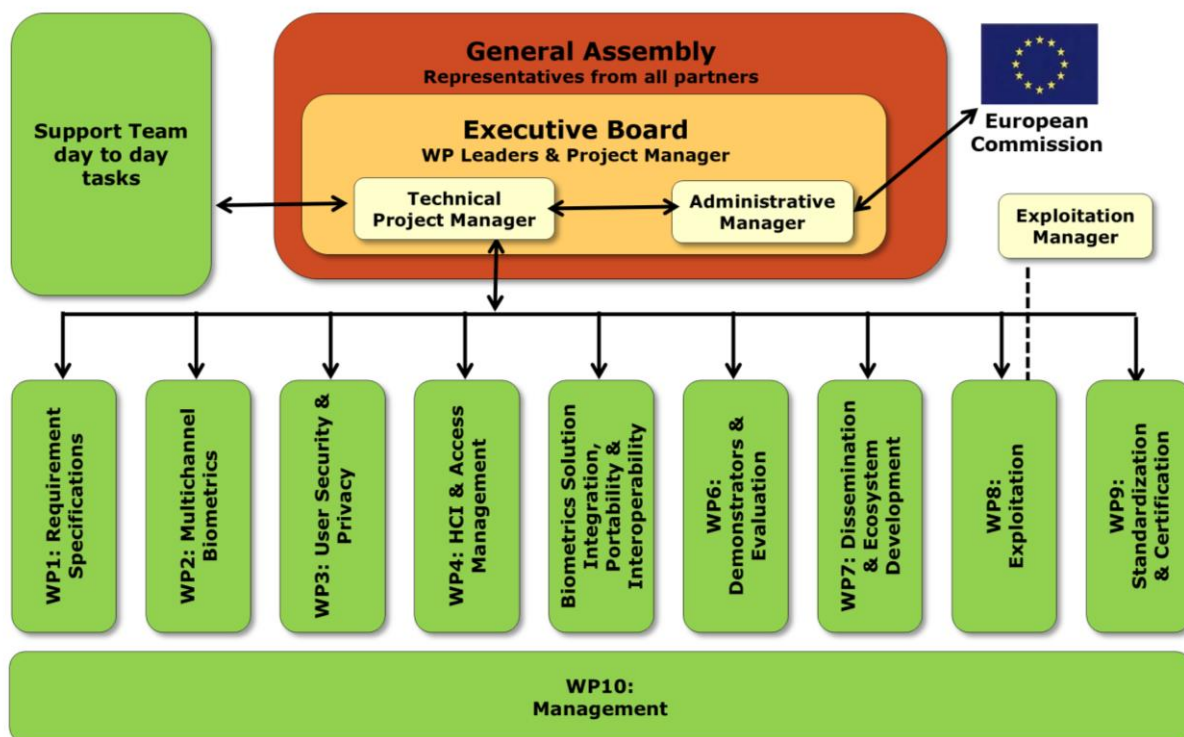 General Assembly
Representatives from all partners
Support Team
day to day
tasks
Executive Board
WP Leaders & Project Manager
European
Commission
Technical
Project Manager
Administrative
Manager
Exploitation
Manager
WP1: Requirement
Specifications
WP2: Multichannel
Biometrics
WP3: User Security &
Privacy
WP4: HCI & Access
Management
Biometrics Solution
Integration,
Portability &
Interoperability
WP6:
Demonstrators &
Evaluation
WP7: Dissemination
& Ecosystem
Development
WP8:
Exploitation
WP9:
Standardization
& Certification
WP10:
Management